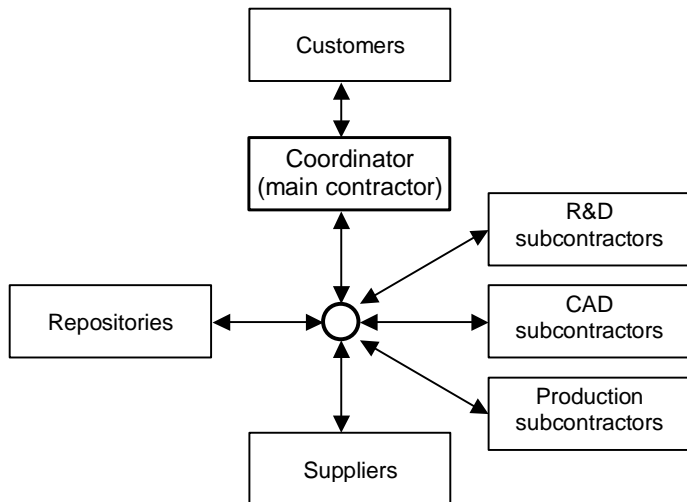 Customers
Coordinator
(main contractor)
R&D
subcontractors
Repositories
CAD
subcontractors
Production
subcontractors
Suppliers